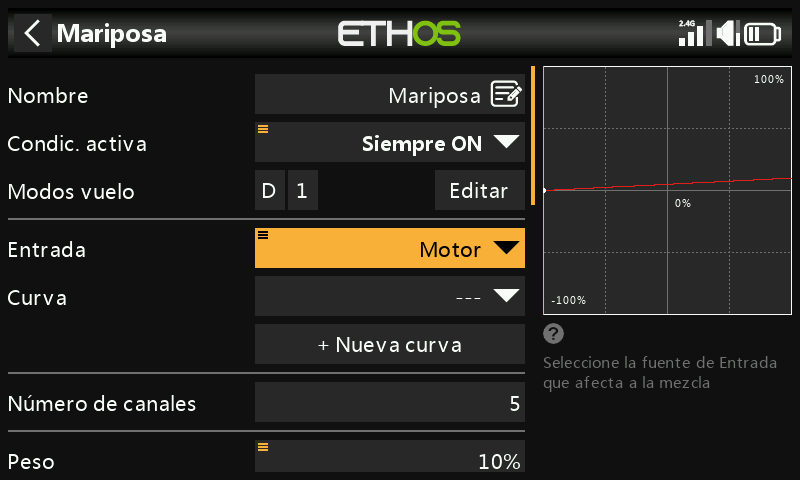 Mariposa
ETHOS
2.4G
Nombre
Mariposa
Condic. activa
Siempre ON
Modos vuelo
D 1
Editar
Entrada
Motor
Curva
---
+ Nueva curva
Número de canales
5
Peso
10%
100%
0%
-100%
?
Seleccione la fuente de Entrada
que afecta a la mezcla